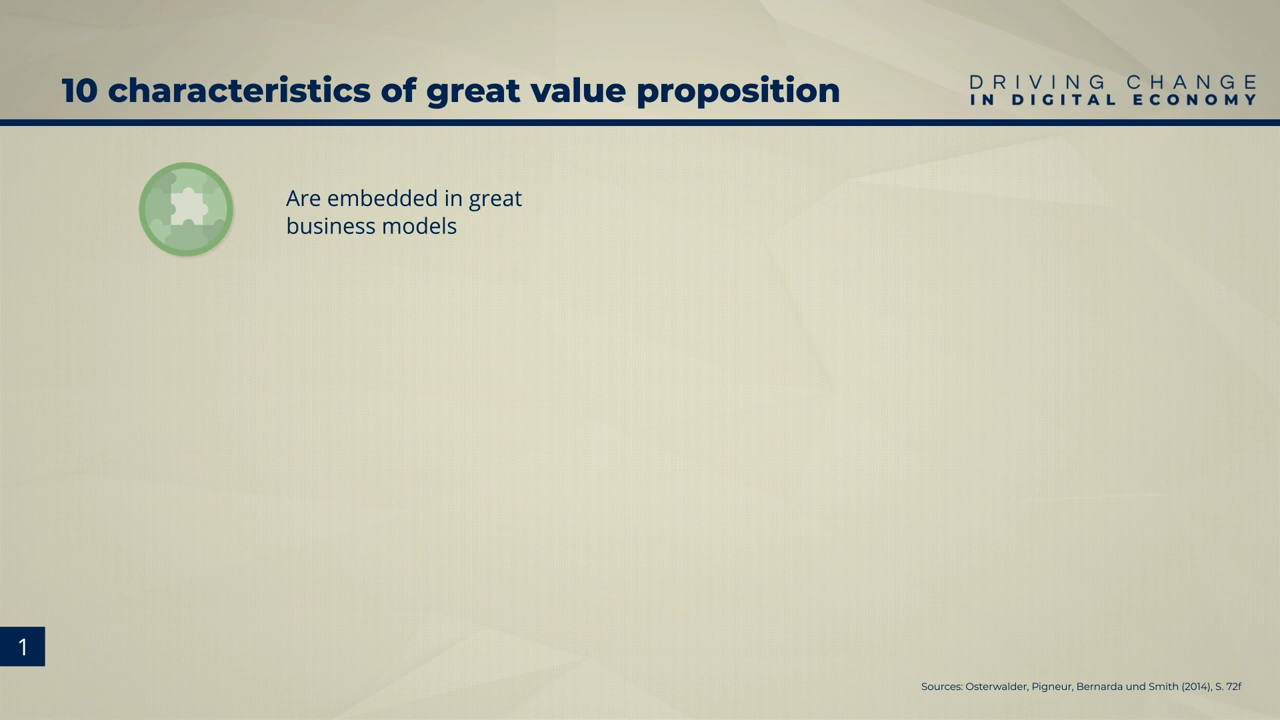 10 characteristics of great value proposition
DRIVING CHANGE
IN DIGITAL ECONOMY
Are embedded in great
business models
1
Sources: Osterwalder, Pigneur, Bernarda und Smith (2014), S. 72f